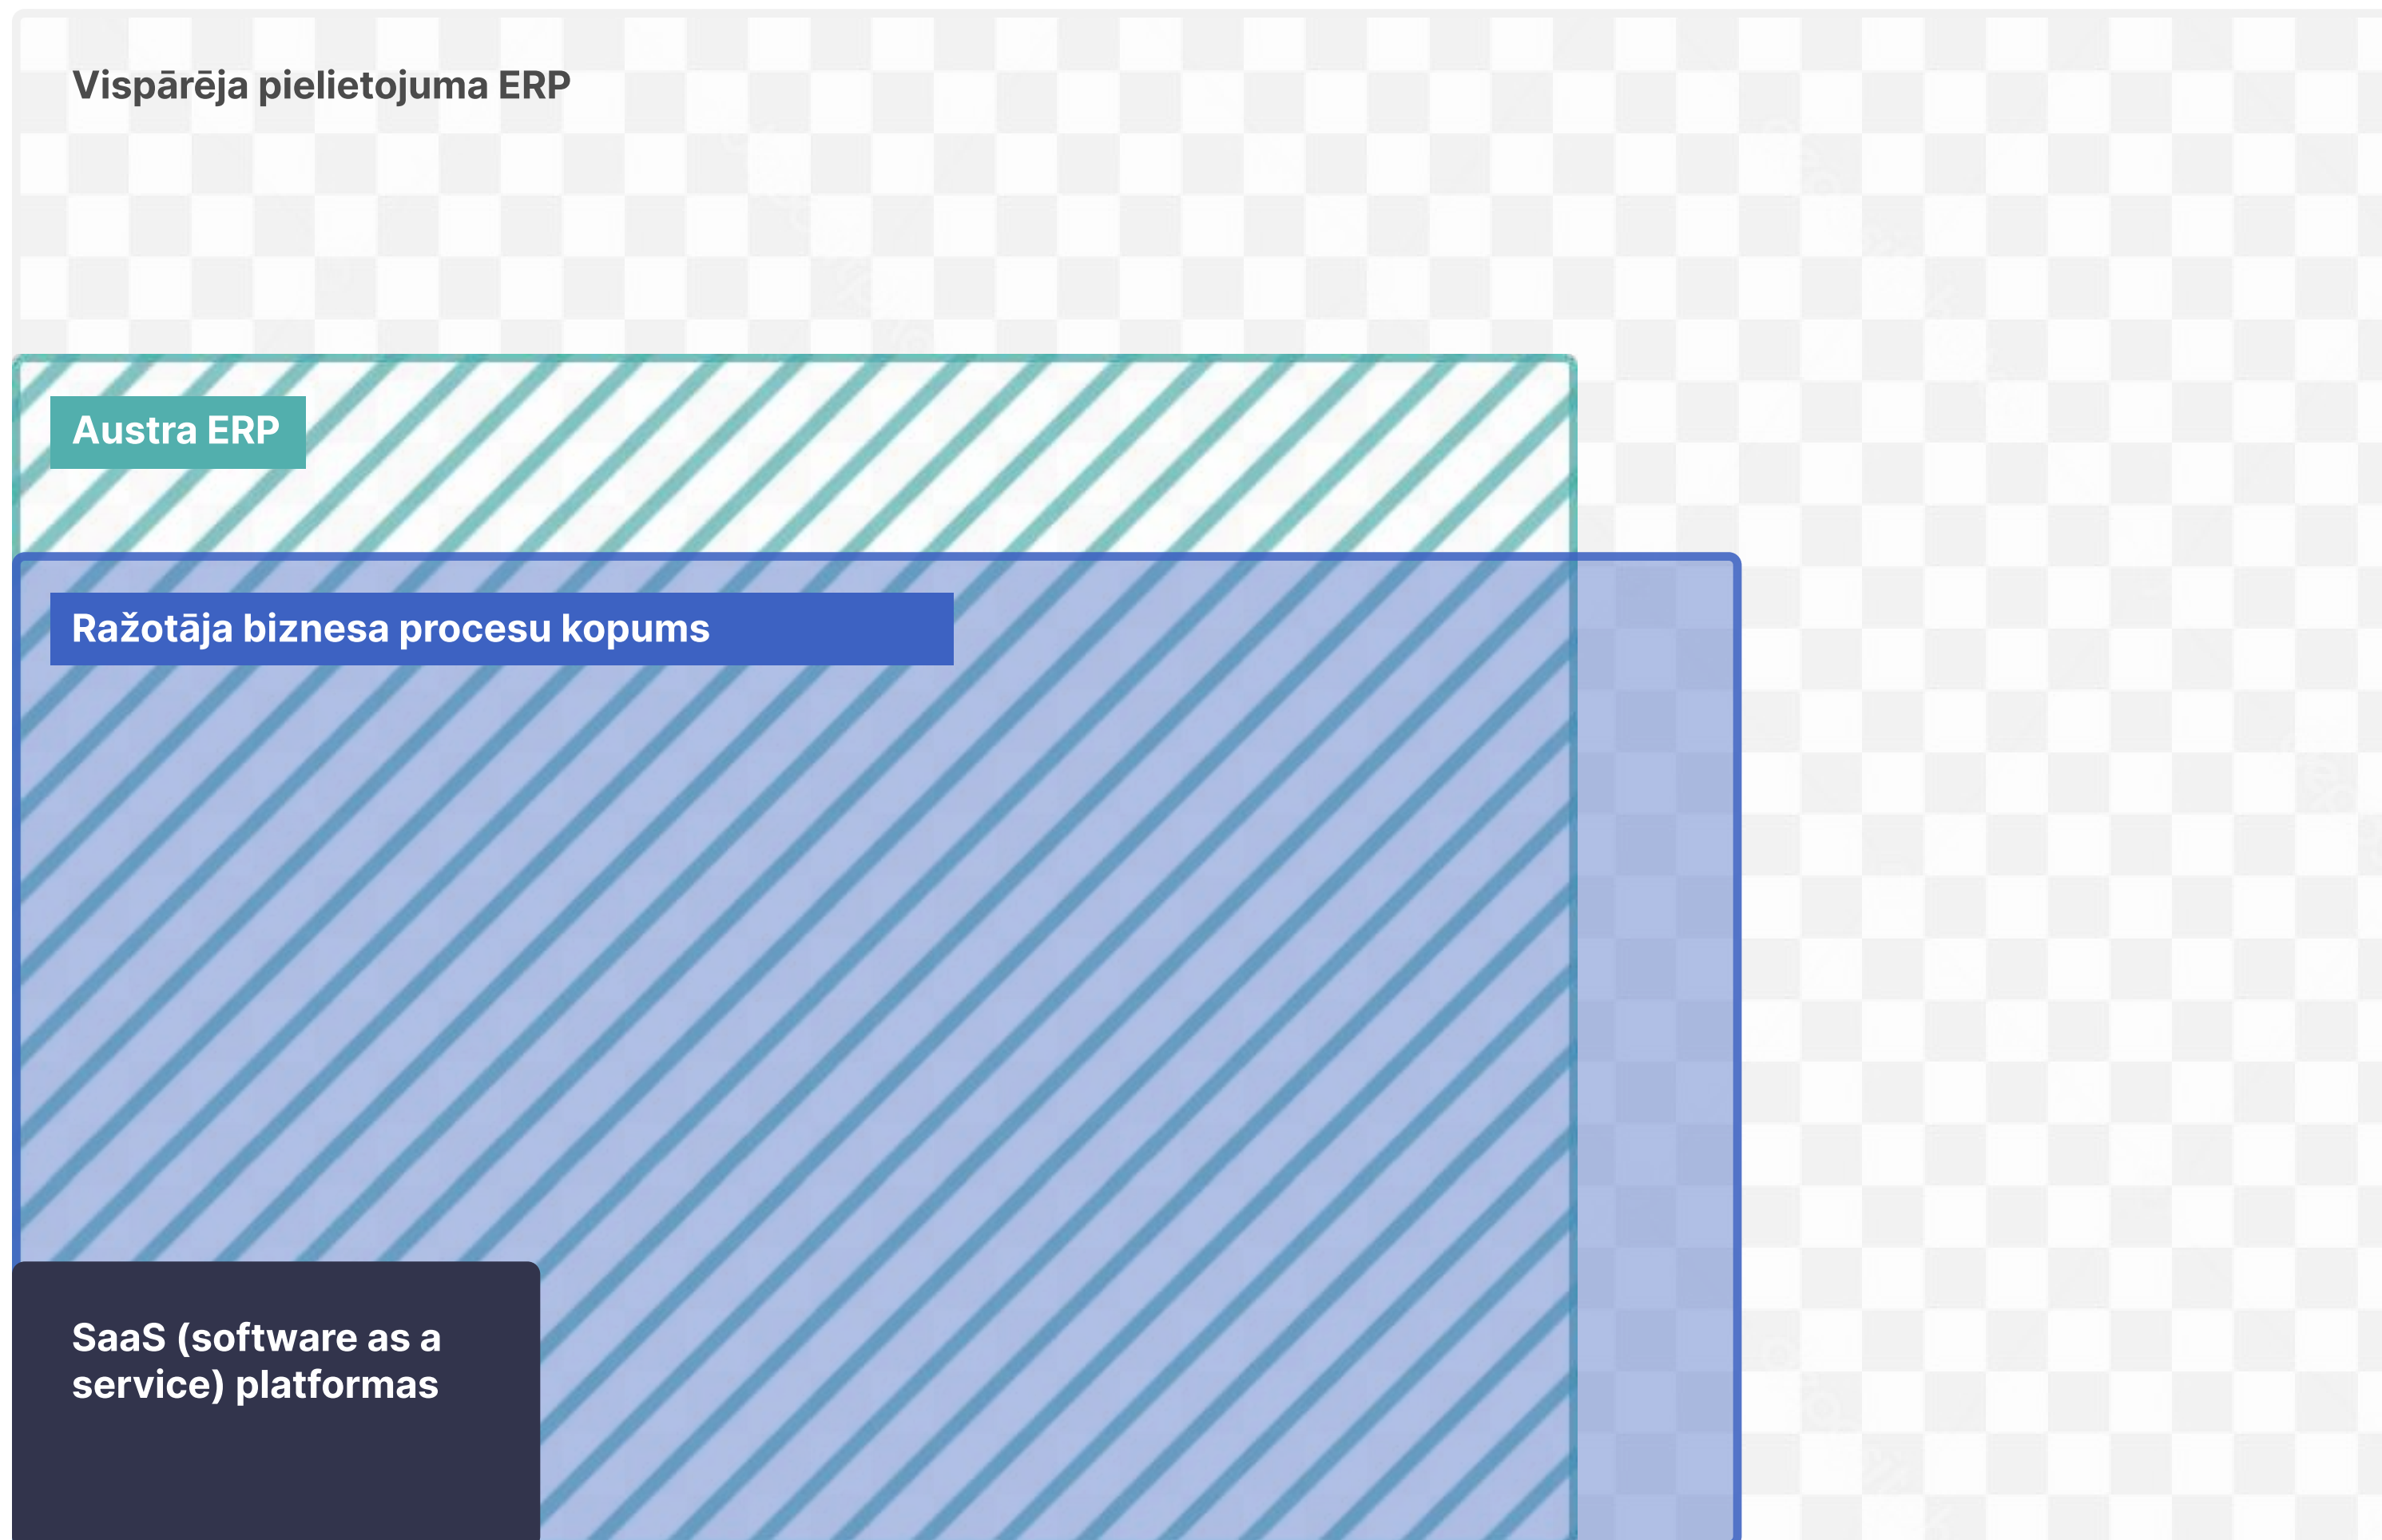 Vispārēja pielietojuma ERP
Austra ERP
Ražotāja biznesa procesu kopums
SaaS (software as a
service) platformas